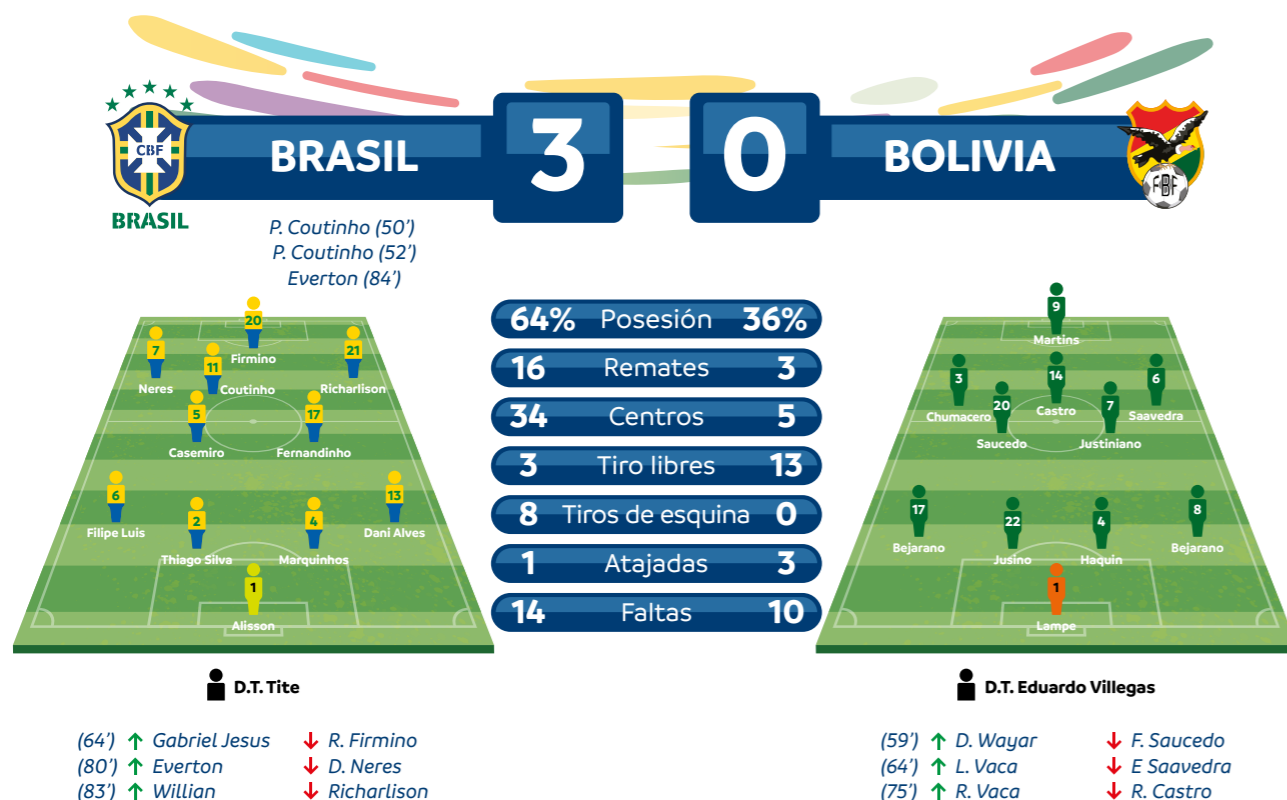 BRASIL 3 0 BOLIVIA
CBF
BRASIL
FBF
P. Coutinho (50’)
P. Coutinho (52’)
Everton (84’)
64% Posesión 36%
16 Remates 3
34 Centros 5
3 Tiro libres 13
8 Tiros de esquina 0
1 Atajadas 3
14 Faltas 10
20
Firmino
7
Neres
11
Coutinho
21
Richarlison
5
Casemiro
17
Fernandinho
6
Filipe Luis
2
Thiago Silva
4
Marquinhos
13
Dani Alves
1
Alisson
D.T. Tite
(64’) ↑ Gabriel Jesus ↓ R. Firmino
(80’) ↑ Everton ↓ D. Neres
(83’) ↑ Willian ↓ Richarlison
9
Martins
3
Chumacero
14
Castro
6
Saavedra
20
Saucedo
7
Justiniano
17
Bejarano
22
Jusino
4
Haquin
8
Bejarano
1
Lampe
D.T. Eduardo Villegas
(59’) ↑ D. Wayar ↓ F. Saucedo
(64’) ↑ L. Vaca ↓ E Saavedra
(75’) ↑ R. Vaca ↓ R. Castro